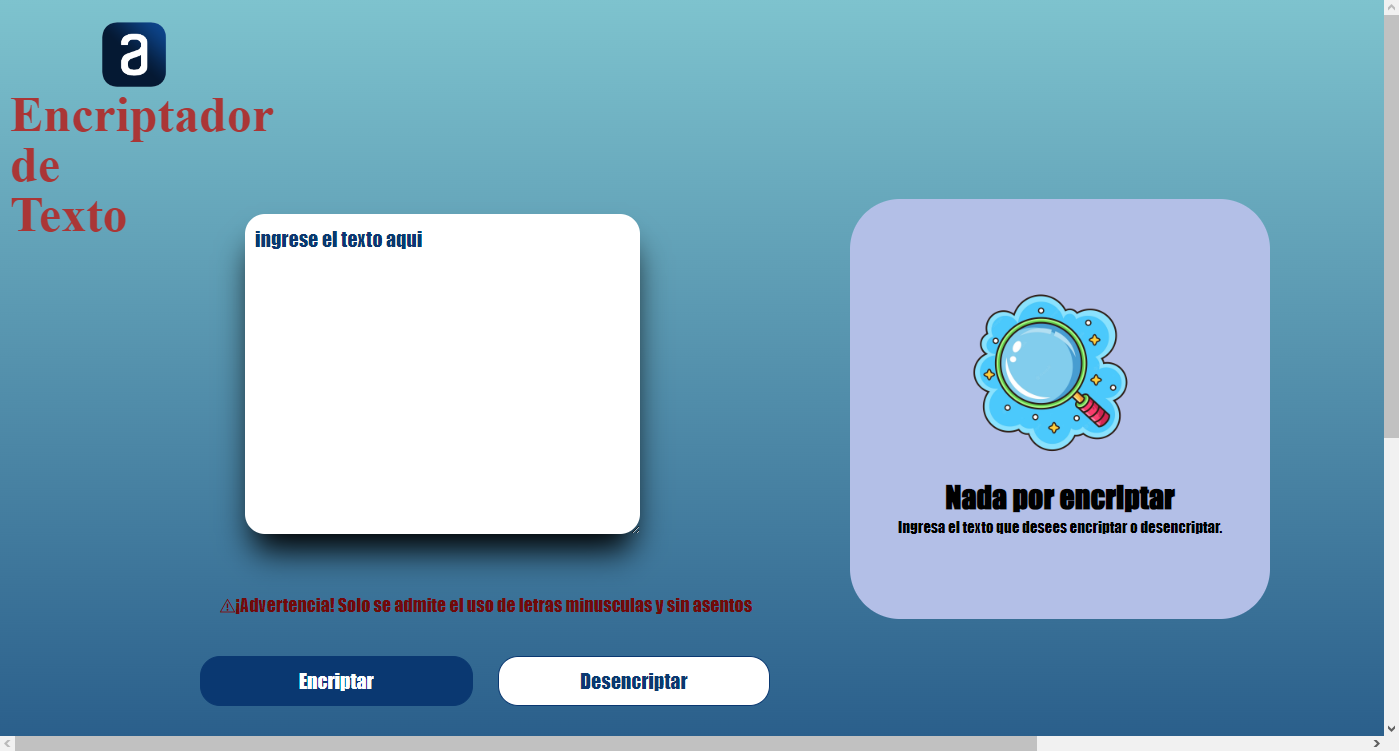 a
Encriptador
de
Texto
ingrese el texto aqui
Nada por encriptar
Ingresa el texto que desees encriptar o desencriptar.
⚠¡Advertencia! Solo se admite el uso de letras minusculas y sin asentos
Encriptar
Desencriptar